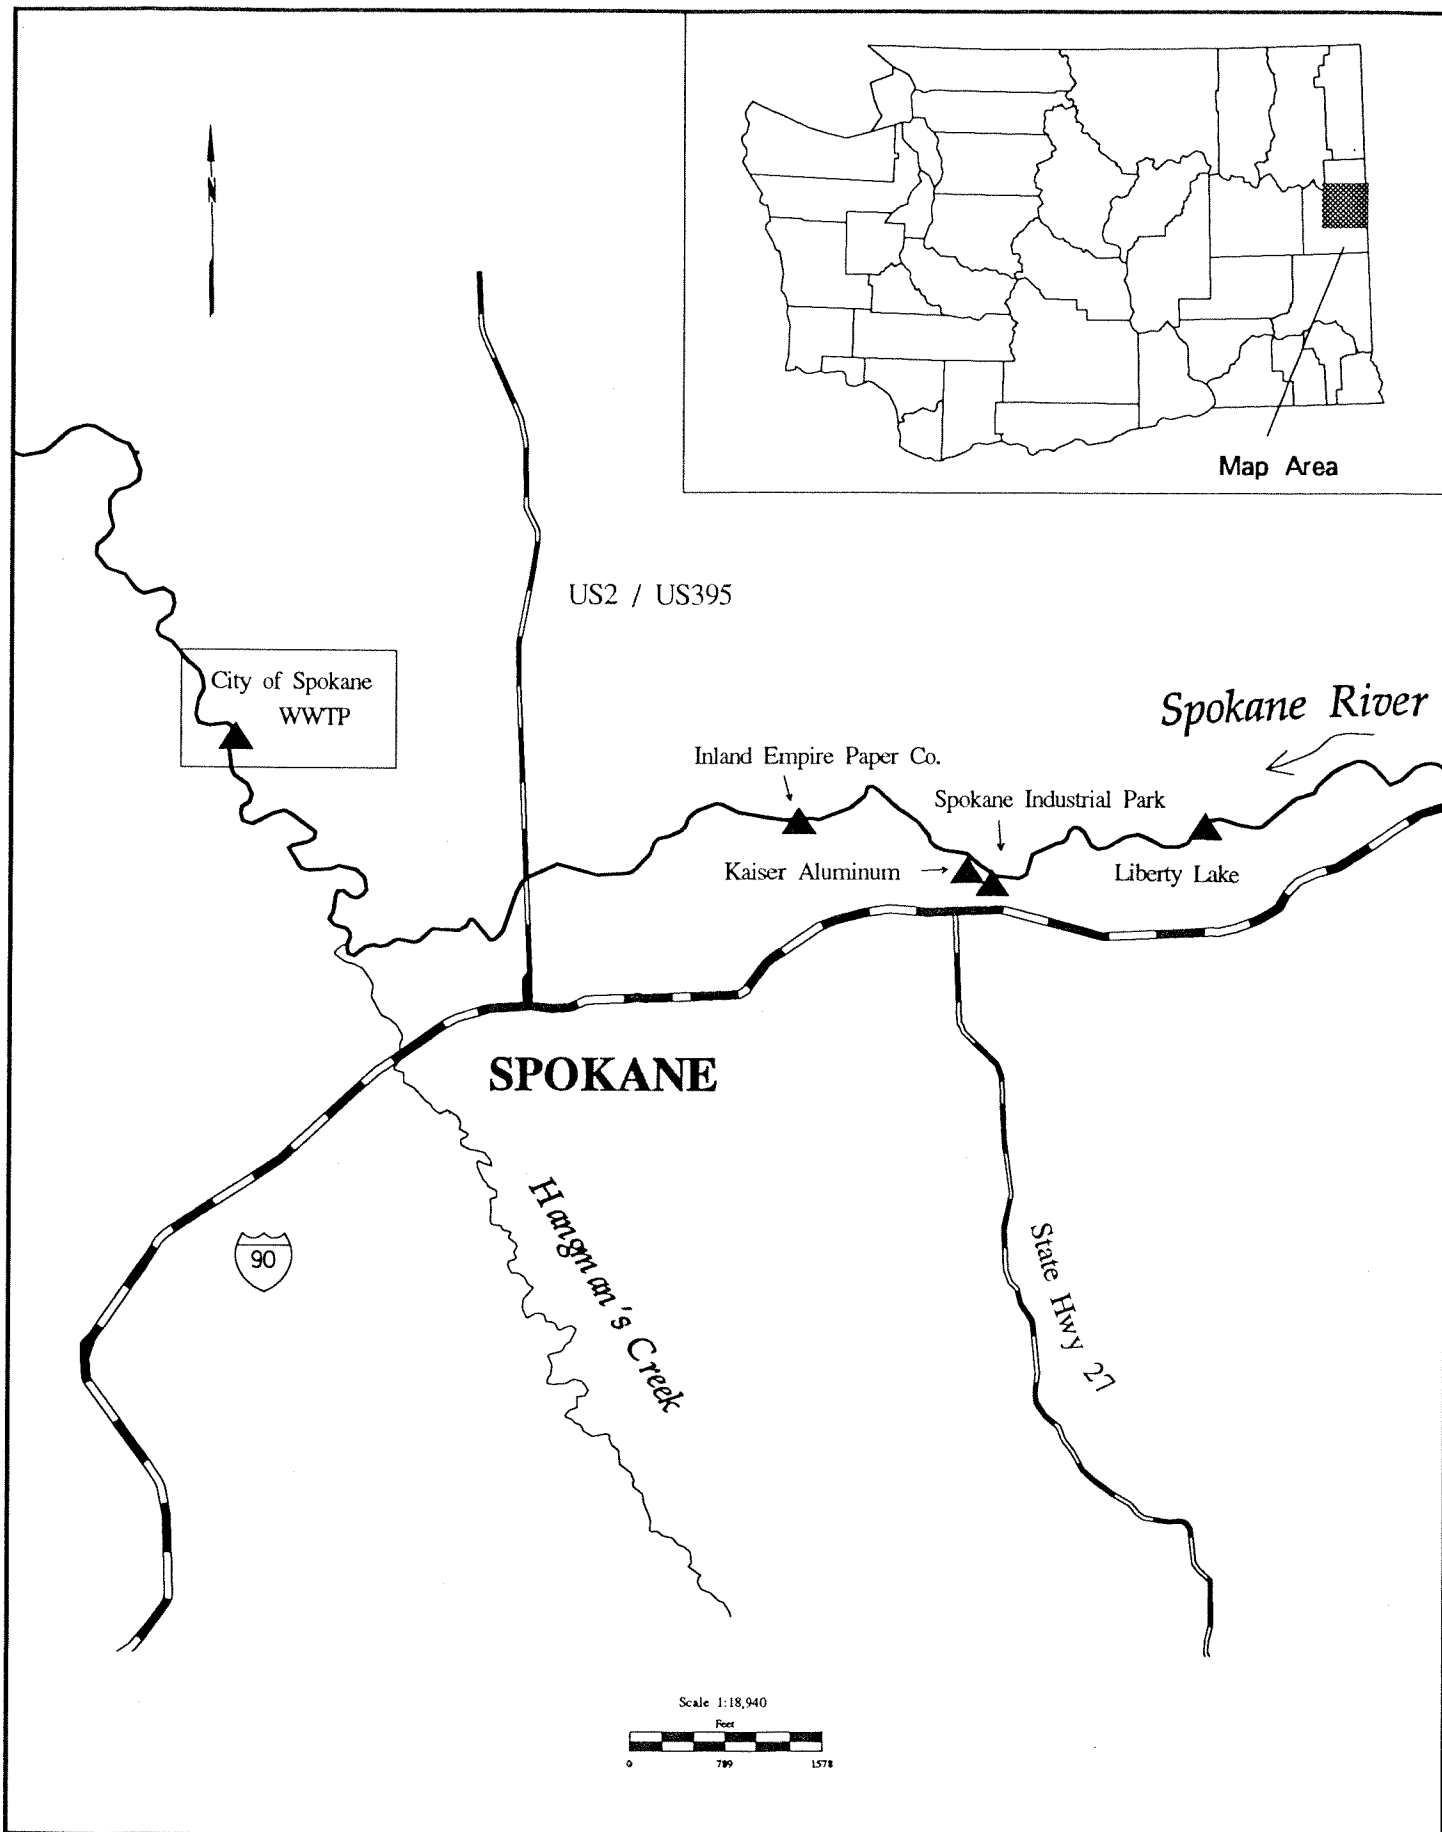 N
Map Area
US2 / US395
City of Spokane
WWTP
Spokane River
Inland Empire Paper Co.
Spokane Industrial Park
Kaiser Aluminum
Liberty Lake
SPOKANE
Hangman's Creek
90
State Hwy 27
Scale 1:18,940
Feet
0 789 1578